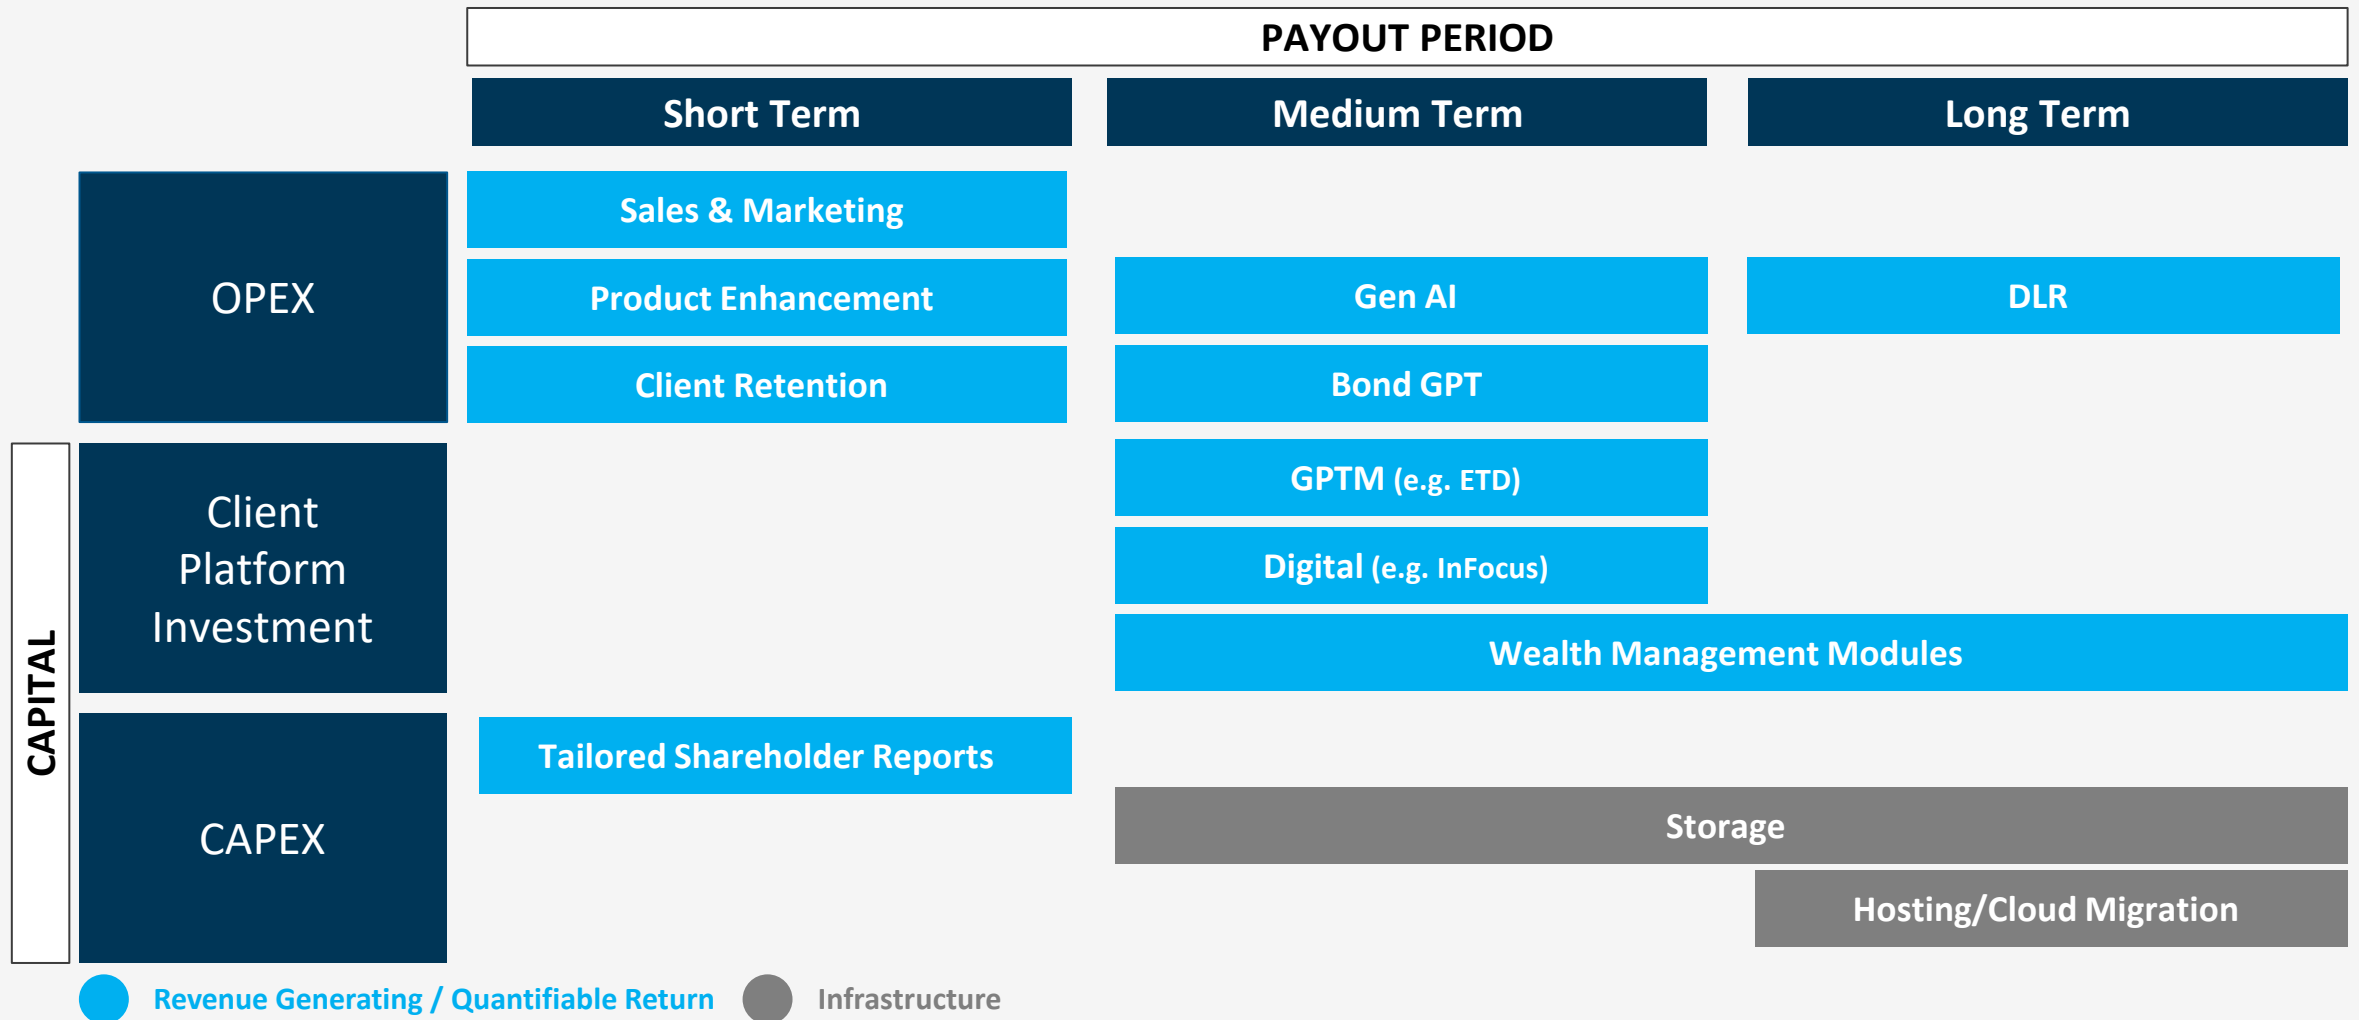 PAYOUT PERIOD
Short Term
Medium Term
Long Term
OPEX
Sales & Marketing
Product Enhancement
Gen AI
DLR
Client Retention
Bond GPT
CAPITAL
Client
Platform
Investment
GPTM (e.g. ETD)
Digital (e.g. InFocus)
Wealth Management Modules
CAPEX
Tailored Shareholder Reports
Storage
Hosting/Cloud Migration
Revenue Generating / Quantifiable Return
Infrastructure